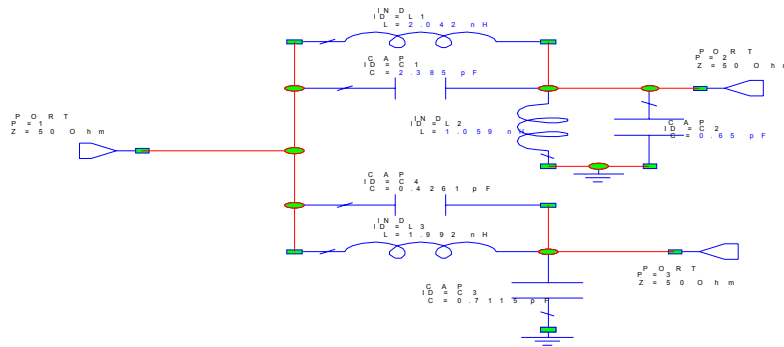 IND
ID=L1
L=2.042 nH
CAP
ID=C1
C=2.385 pF
PORT
P=2
Z=50 Ohm
IND
ID=L2
L=1.059 nH
CAP
ID=C2
C=0.65 pF
PORT
P=1
Z=50 Ohm
CAP
ID=C4
C=0.4261 pF
IND
ID=L3
L=1.992 nH
PORT
P=3
Z=50 Ohm
CAP
ID=C3
C=0.7115 pF